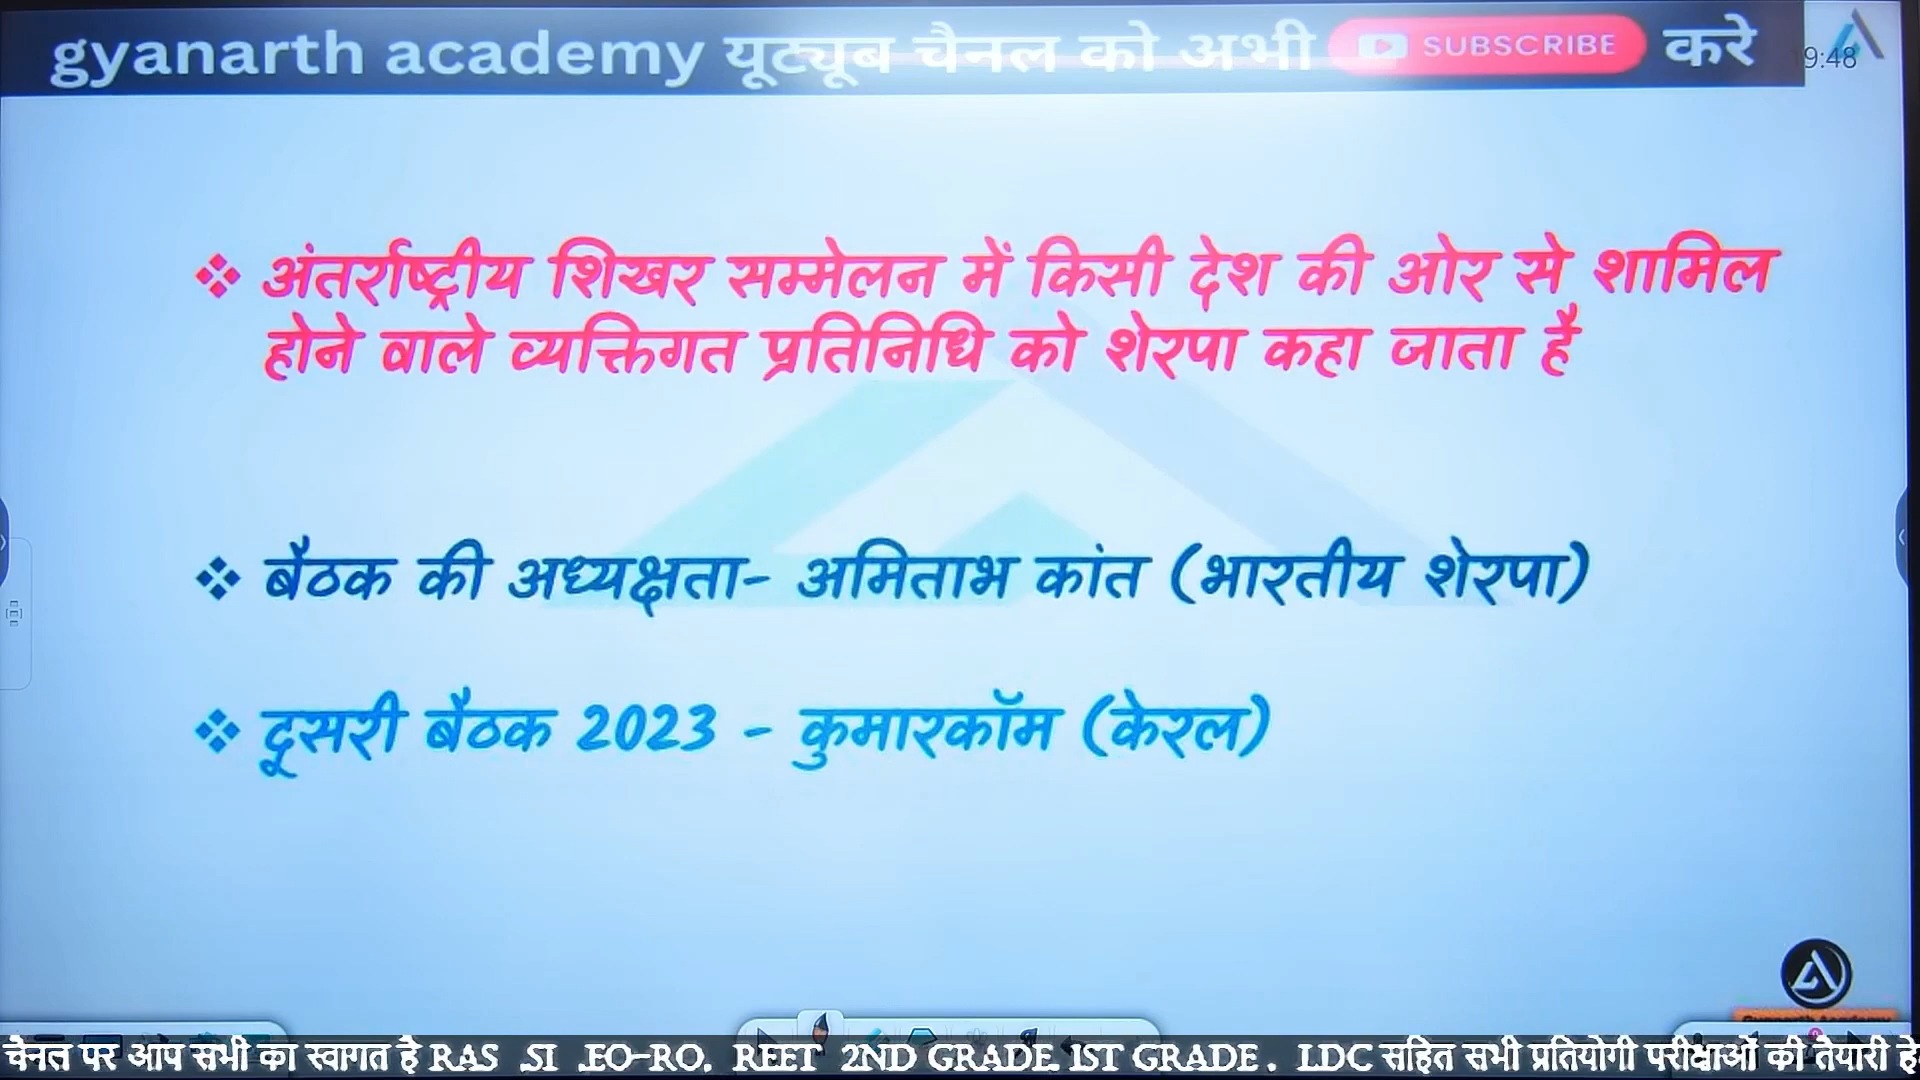 gyanarth academy यूट्यूब चैनल को अभी SUBSCRIBE करे
9:48
❖ अंतर्राष्ट्रीय शिखर सम्मेलन में किसी देश की ओर से शामिल
होने वाले व्यक्तिगत प्रतिनिधि को शेरपा कहा जाता है
❖ बैठक की अध्यक्षता- अमिताभ कांत (भारतीय शेरपा)
❖ दूसरी बैठक 2023 - कुमारकॉम (केरल)
चैनल पर आप सभी का स्वागत है RAS SI .EO-RO. REET 2ND GRADE 1ST GRADE . LDC सहित सभी प्रतियोगी परीक्षाओं की तैयारी हे